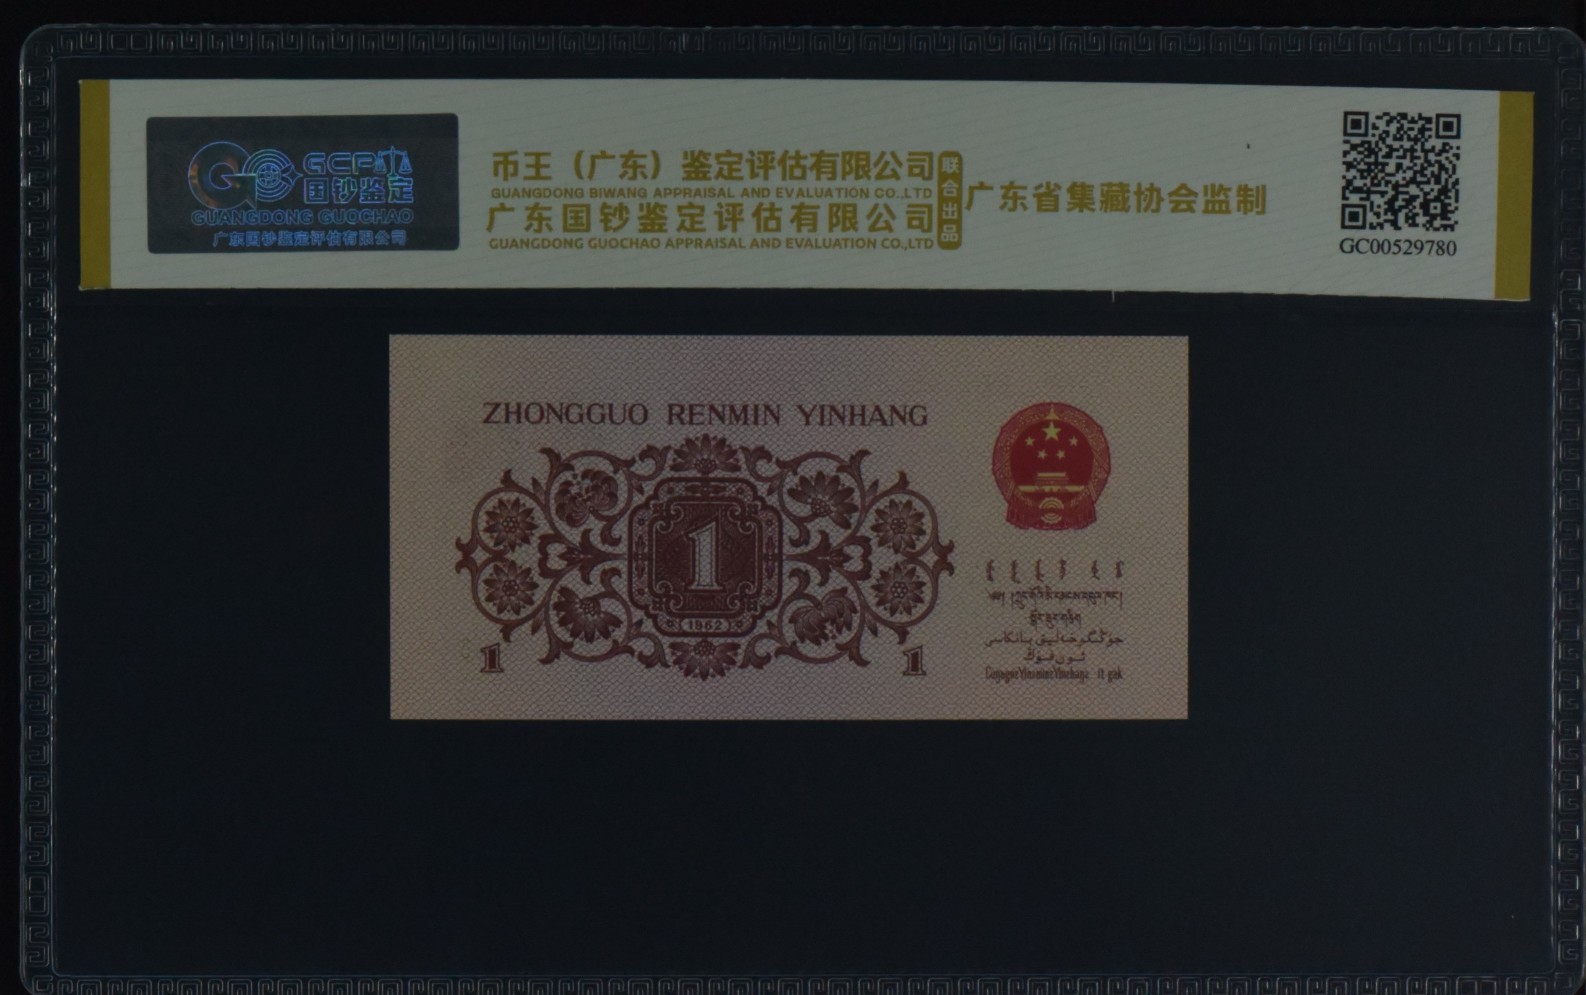 GCP
国钞鉴定
GUANGDONG GUOCHAO
广东国钞鉴定评估有限公司
币王（广东）鉴定评估有限公司
GUANGDONG BIWANG APPRAISAL AND EVALUATION CO.,LTD
广东国钞鉴定评估有限公司
GUANGDONG GUOCHAO APPRAISAL AND EVALUATION CO.,LTD
联合出品
广东省集藏协会监制
GC00529780
ZHONGGUO RENMIN YINHANG
1
1962
1
1